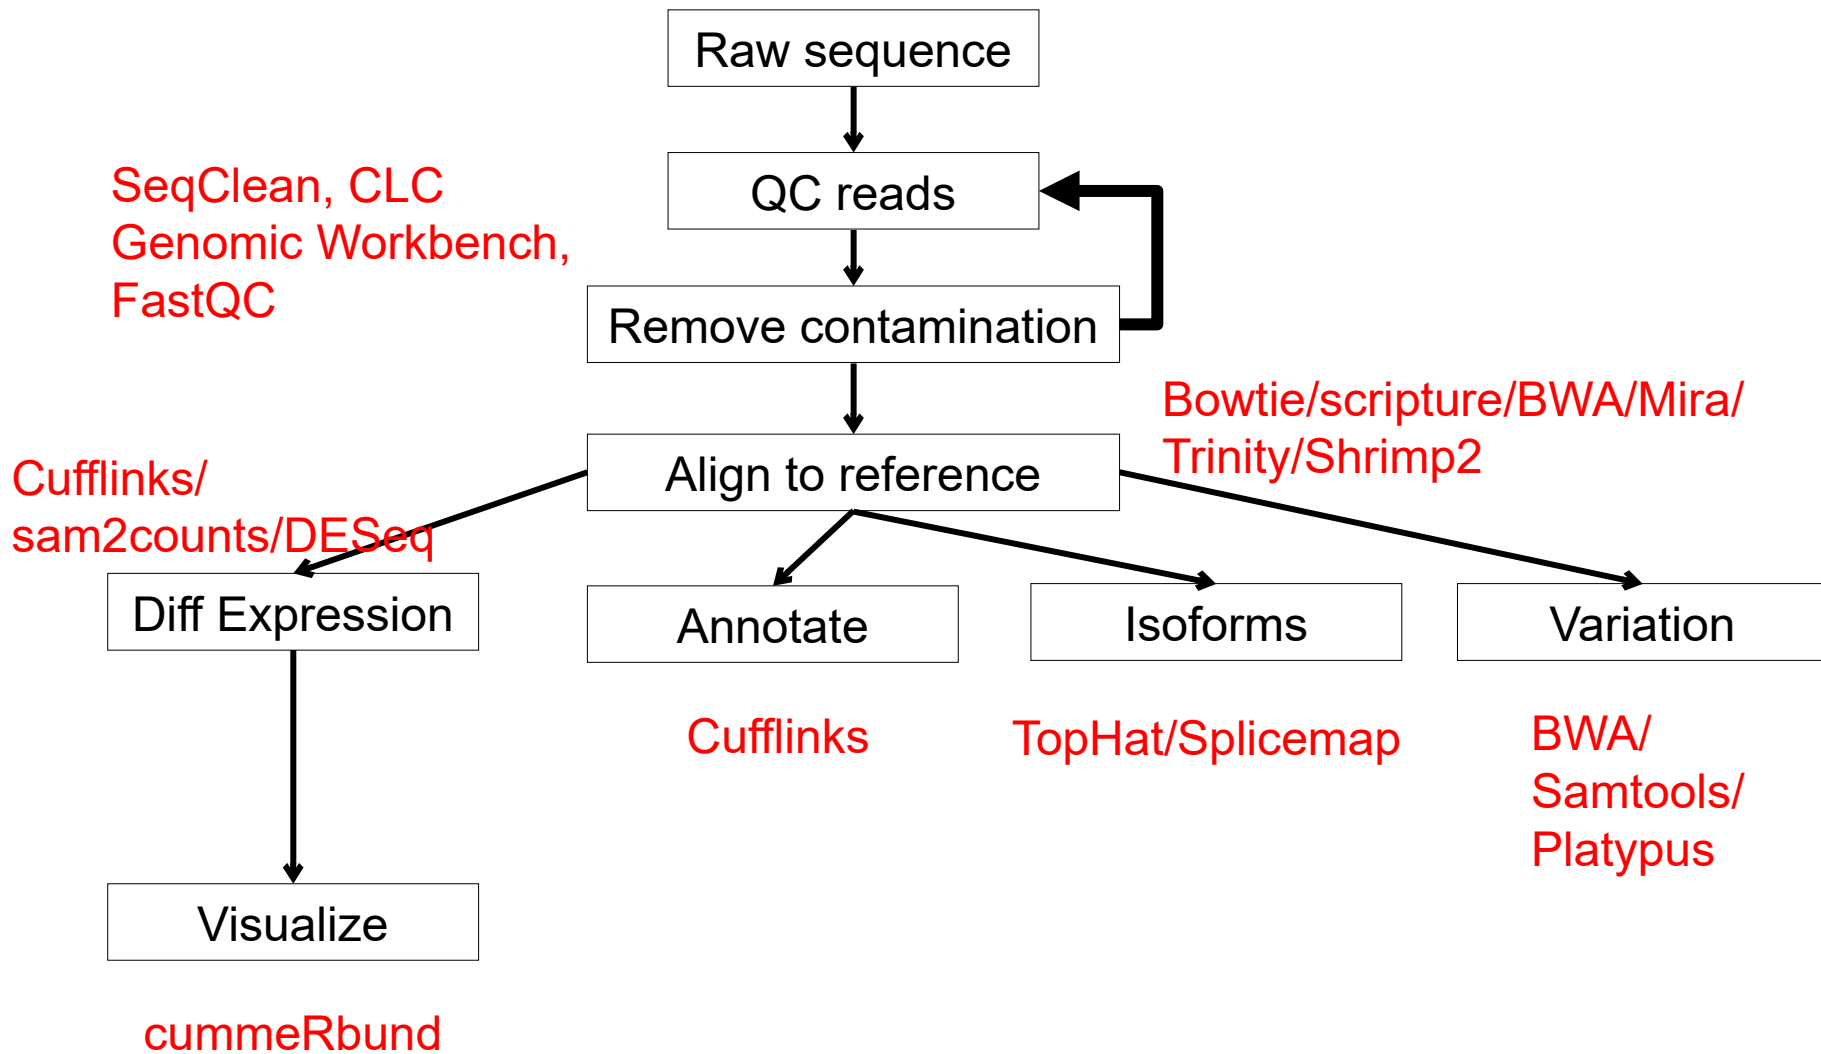 Raw sequence
QC reads
SeqClean, CLC
Genomic Workbench,
FastQC
Remove contamination
Bowtie/scripture/BWA/Mira/
Trinity/Shrimp2
Align to reference
Cufflinks/
sam2counts/DESeq
Diff Expression
Annotate
Isoforms
Variation
Cufflinks
TopHat/Splicemap
BWA/
Samtools/
Platypus
Visualize
cummeRbund